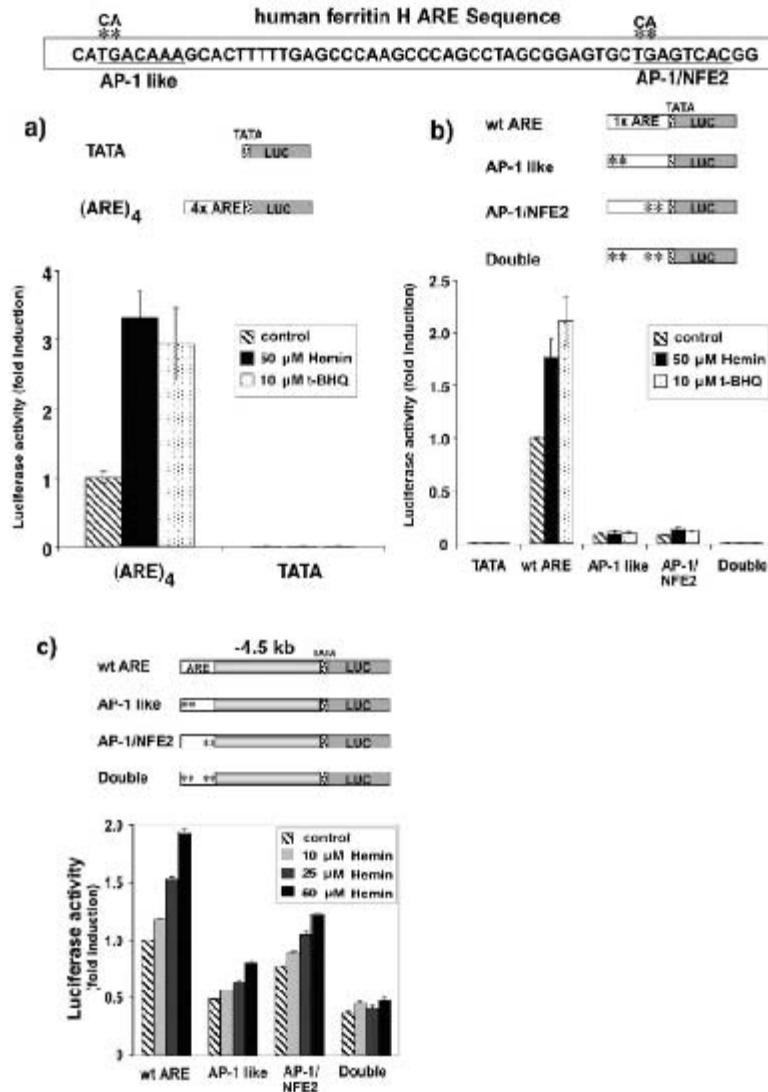 human ferritin H ARE Sequence
CA CA
** **
CATGACAAAGCACTTTTTGAGCCCAAGCCCAGCCTAGCGGAGTGCTGAGTCACGG
AP-1 like AP-1/NFE2
a)
TATA
TATA LUC
(ARE)4 4x ARE LUC
Luciferase activity (fold induction)
4
3
2
1
0
control
50 µM Hemin
10 µM t-BHQ
(ARE)4 TATA
b)
TATA
wt ARE 1x ARE LUC
AP-1 like ** LUC
AP-1/NFE2 ** LUC
Double ** ** LUC
Luciferase activity (fold induction)
2.5
2.0
1.5
1.0
0.5
0
control
50 µM Hemin
10 µM t-BHQ
TATA wt ARE AP-1 like AP-1/NFE2 Double
c)
-4.5 kb TATA
wt ARE ARE LUC
AP-1 like ** LUC
AP-1/NFE2 ** LUC
Double ** ** LUC
Luciferase activity
(fold induction)
2.0
1.5
1.0
0.5
0
control
10 µM Hemin
25 µM Hemin
50 µM Hemin
wt ARE AP-1 like AP-1/NFE2 Double